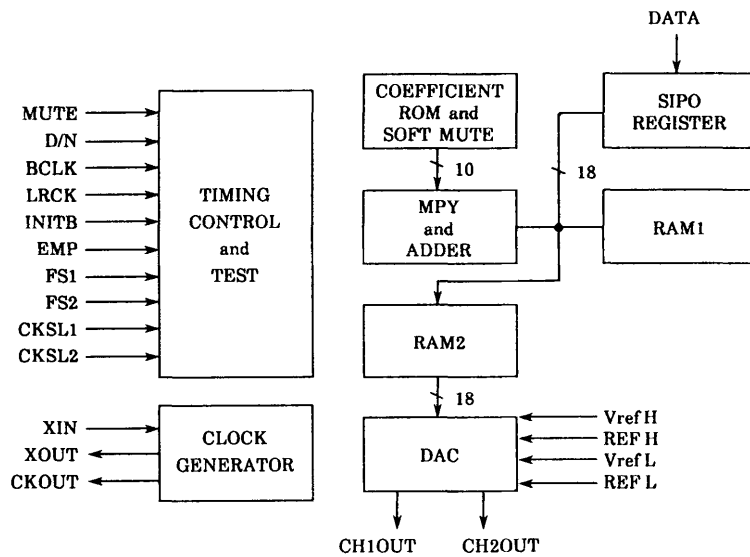 DATA
COEFFICIENT
ROM and
SOFT MUTE
SIPO
REGISTER
MUTE
D/N
BCLK
LRCK
INITB
EMP
FS1
FS2
CKSL1
CKSL2
TIMING
CONTROL
and
TEST
10
18
MPY
and
ADDER
RAM1
RAM2
18
XIN
XOUT
CKOUT
CLOCK
GENERATOR
DAC
Vref H
REF H
Vref L
REF L
CH1OUT
CH2OUT